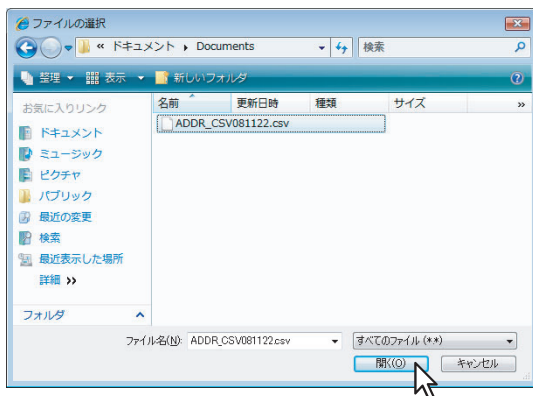 ファイルの選択
« ドキュメント ▸ Documents
検索
整理 表示 新しいフォルダ
お気に入りリンク
ドキュメント
ミュージック
ピクチャ
パブリック
最近の変更
検索
最近表示した場所
詳細 »
フォルダ
名前 更新日時 種類 サイズ »
ADDR_CSV081122.csv
ファイル名(N): ADDR_CSV081122.csv
すべてのファイル (**)
開く(O) キャンセル